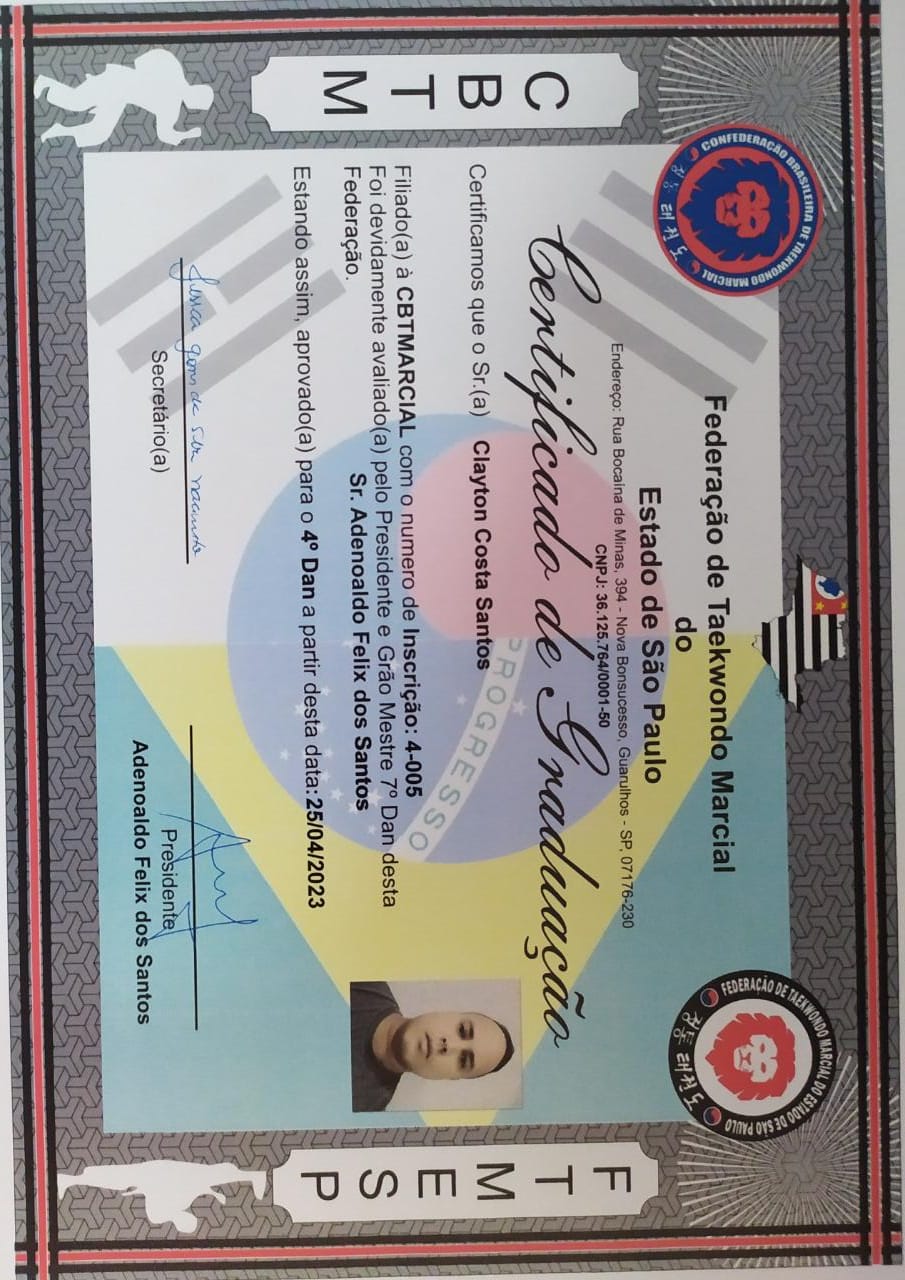 C B T M
CONFEDERAÇÃO BRASILEIRA DE TAEKWONDO MARCIAL
Federação de Taekwondo Marcial
do
Estado de São Paulo
Endereço: Rua Bocaina de Minas, 394 - Nova Bonsucesso, Guarulhos - SP, 07176-230
CNPJ: 36.125.764/0001-50
FEDERAÇÃO DE TAEKWONDO MARCIAL DO ESTADO DE SÃO PAULO
F T M E S P
Certificado de Graduação
Certificamos que o Sr.(a) Clayton Costa Santos
PROGRESSO
Filiado(a) à CBTMARCIAL com o numero de Inscrição: 4-005
Foi devidamente avaliado(a) pelo Presidente e Grão Mestre 7º Dan desta
Federação. Sr. Adenoaldo Felix dos Santos
Estando assim, aprovado(a) para o 4º Dan a partir desta data: 25/04/2023
Secretário(a)
Presidente
Adenoaldo Felix dos Santos